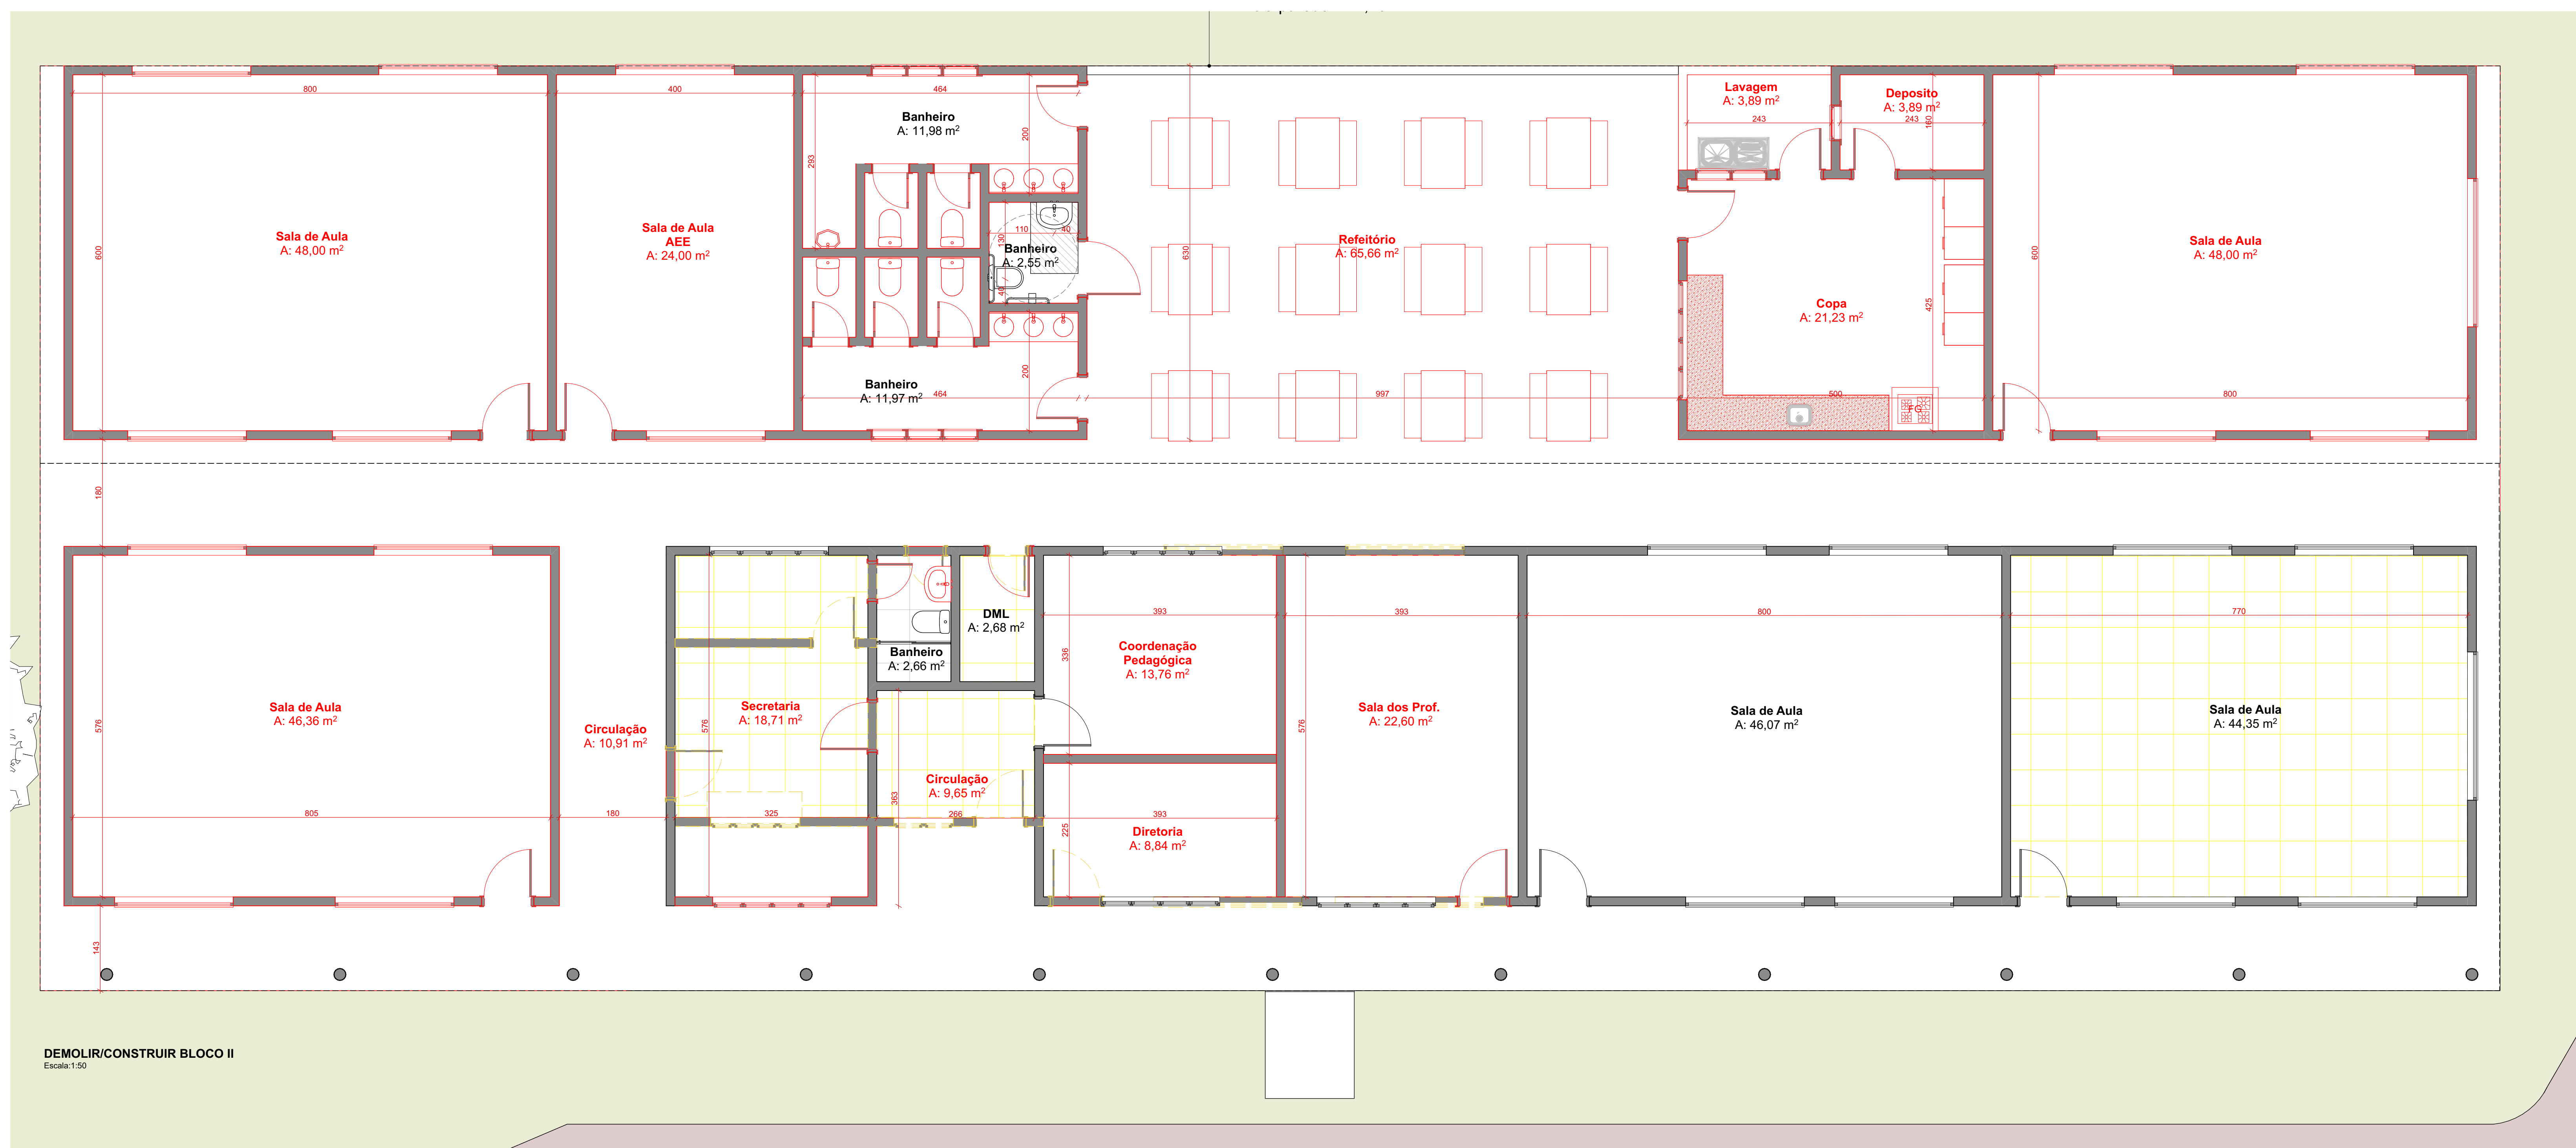 800
400
464
Banheiro
A: 11,98 m²
200
293
Lavagem
A: 3,89 m²
243
Deposito
A: 3,89 m²
243
160
Sala de Aula
A: 48,00 m²
600
Sala de Aula
AEE
A: 24,00 m²
110
40
130
Banheiro
A: 2,55 m²
40
630
Refeitório
A: 65,66 m²
Copa
A: 21,23 m²
425
600
Sala de Aula
A: 48,00 m²
200
Banheiro
A: 11,97 m²
464
997
500
FG
800
180
Sala de Aula
A: 46,36 m²
576
805
Circulação
A: 10,91 m²
180
Secretaria
A: 18,71 m²
576
325
Banheiro
A: 2,66 m²
DML
A: 2,68 m²
Circulação
A: 9,65 m²
363
266
393
Coordenação
Pedagógica
A: 13,76 m²
336
393
Diretoria
A: 8,84 m²
225
393
Sala dos Prof.
A: 22,60 m²
576
800
Sala de Aula
A: 46,07 m²
770
Sala de Aula
A: 44,35 m²
143
DEMOLIR/CONSTRUIR BLOCO II
Escala:1:50